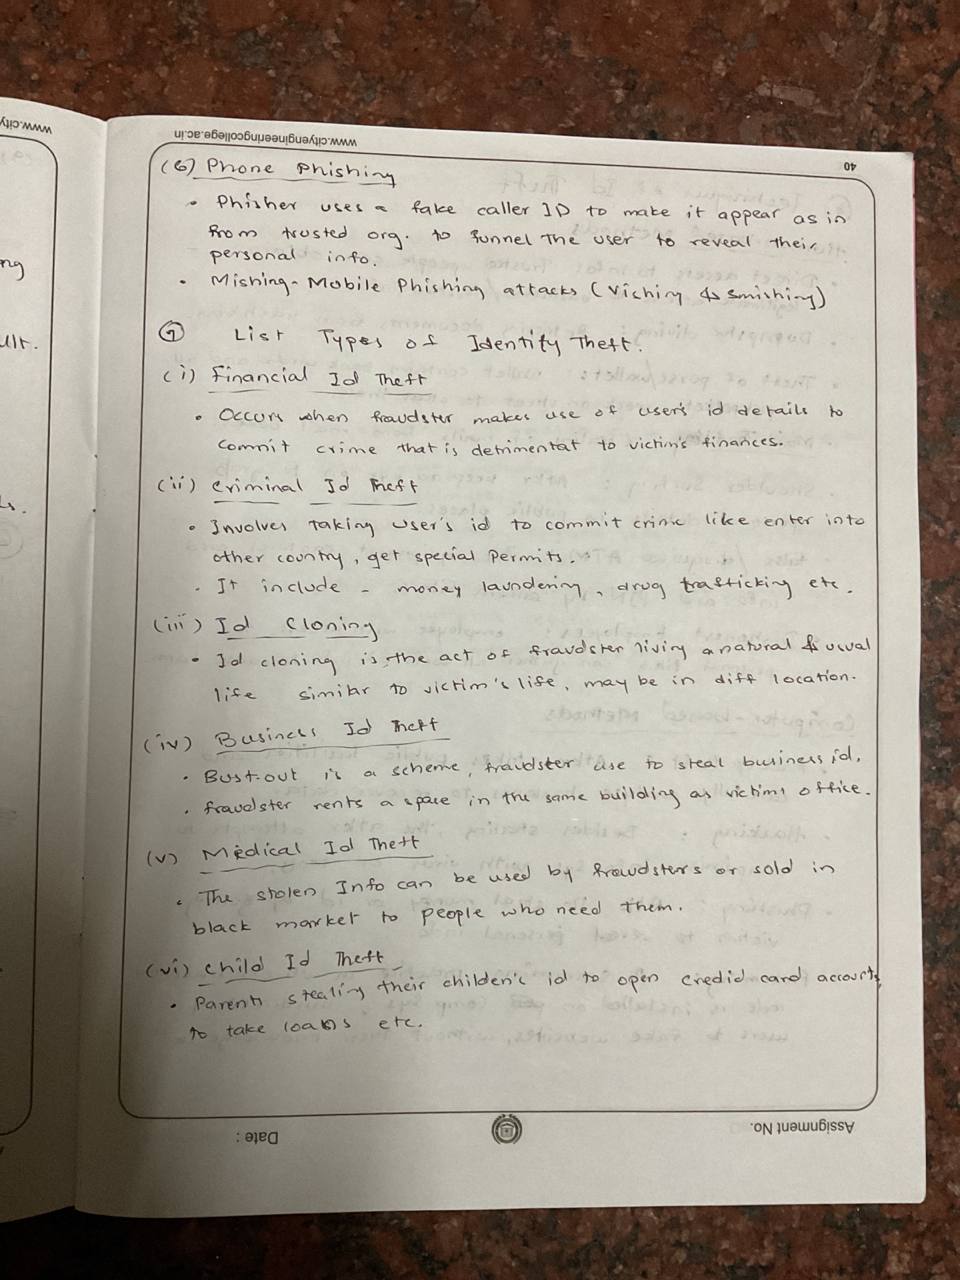 www.cityengineeringcollege.ac.in
40
(6) Phone Phishing
• Phisher uses a fake caller ID to make it appear as in
from trusted org. to funnel the user to reveal their
personal info.
• Mishing - Mobile Phishing attacks (Vishing & smishing)
⑦ List Types of Identity Theft.
(i) Financial Id Theft
• Occurs when fraudster makes use of user's id details to
commit crime that is detrimental to victim's finances.
(ii) Criminal Id Theft
• Involves taking user's id to commit crime like enter into
other country, get special permits.
• It include - money laundering, drug trafficking etc.
(iii) Id Cloning
• Id cloning is the act of fraudster living a natural & usual
life similar to victim's life, may be in diff location.
(iv) Business Id Theft
• Bust-out is a scheme, fraudster use to steal business id,
• fraudster rents a space in the same building as victims office.
(v) Medical Id Theft
• The stolen Info can be used by frowdsters or sold in
black market to people who need them.
(vi) Child Id Theft
• Parents stealing their childen's id to open credid card accounts
to take loans etc.
Assignment No.
Date :
www.city
ng
ult.